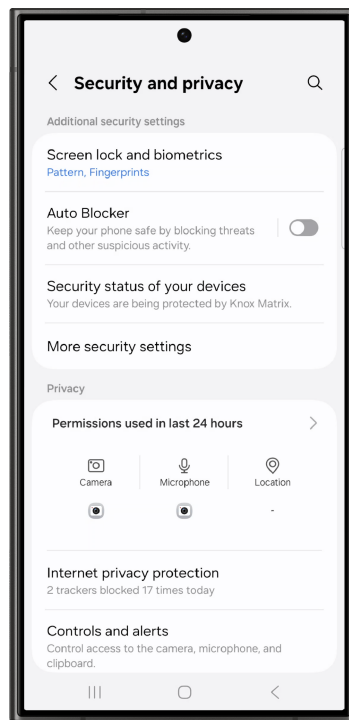 Security and privacy
Additional security settings
Screen lock and biometrics
Pattern, Fingerprints
Auto Blocker
Keep your phone safe by blocking threats
and other suspicious activity.
Security status of your devices
Your devices are being protected by Knox Matrix.
More security settings
Privacy
Permissions used in last 24 hours
Camera
Microphone
Location
-
Internet privacy protection
2 trackers blocked 17 times today
Controls and alerts
Control access to the camera, microphone, and
clipboard.